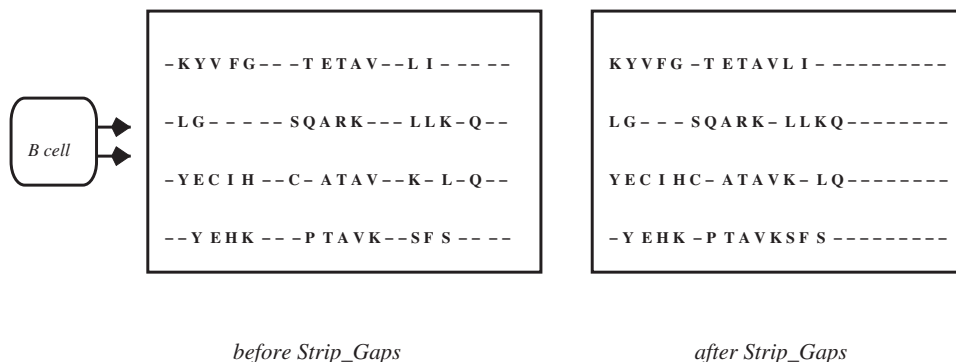 –KYVFG–––TETAV––LI–––––
KYVFG–TETAVLI–––––––––
–LG–––––SQARK–––LLK–Q––
LG–––SQARK–LLKQ––––––––
B cell
–YECIH––C–ATAV––K–L–Q––
YECIHC–ATAVK–LQ––––––––
––YEHK–––PTAVK––SFS––––
–YEHK–PTAVKSFS–––––––––
before Strip_Gaps
after Strip_Gaps